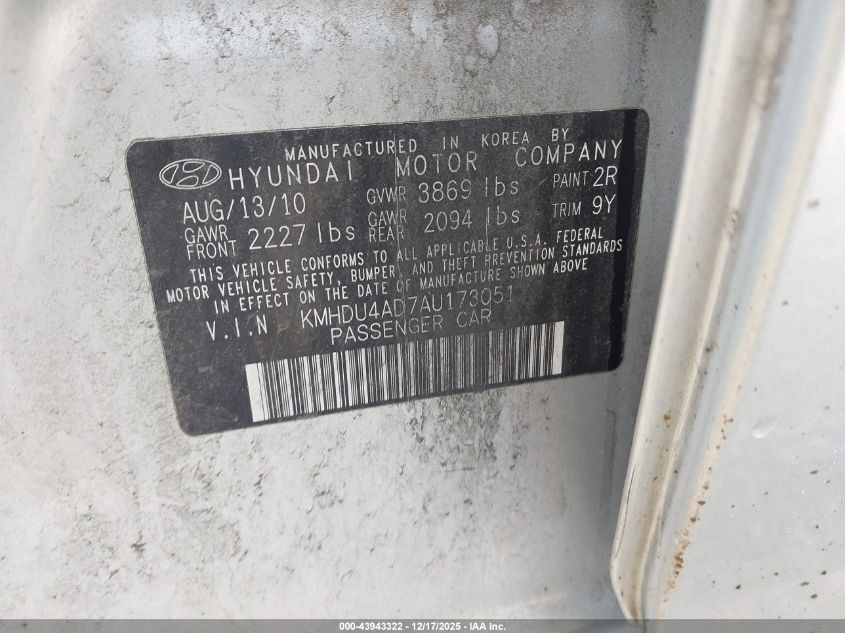 MANUFACTURED IN KOREA BY
HYUNDAI MOTOR COMPANY
AUG/13/10 GVWR 3869 lbs PAINT 2R
GAWR FRONT 2227 lbs GAWR REAR 2094 lbs TRIM 9Y
THIS VEHICLE CONFORMS TO ALL APPLICABLE U.S.A. FEDERAL
MOTOR VEHICLE SAFETY, BUMPER, AND THEFT PREVENTION STANDARDS
IN EFFECT ON THE DATE OF MANUFACTURE SHOWN ABOVE
V.I.N KMHDU4AD7AU173051
PASSENGER CAR
000-43943322 - 12/17/2025 - IAA Inc.